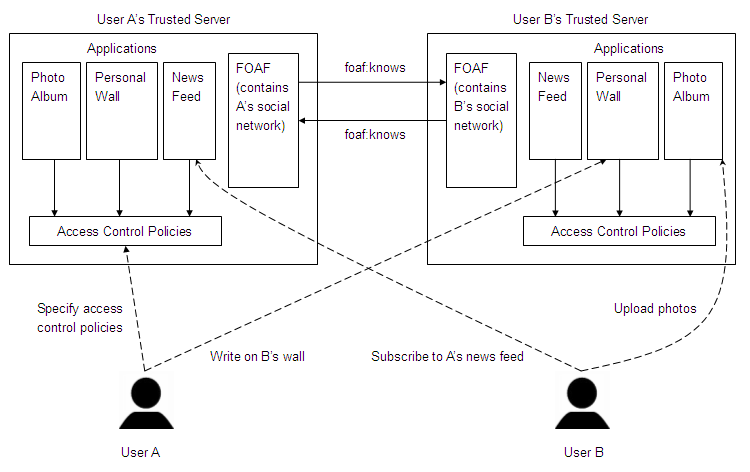 User A's Trusted Server
User B's Trusted Server
Applications
Photo
Album
Personal
Wall
News
Feed
FOAF
(contains
A's social
network)
foaf:knows
foaf:knows
FOAF
(contains
B's social
network)
Applications
News
Feed
Personal
Wall
Photo
Album
Access Control Policies
Access Control Policies
Specify access
control policies
Write on B's wall
Subscribe to A's news feed
Upload photos
User A
User B